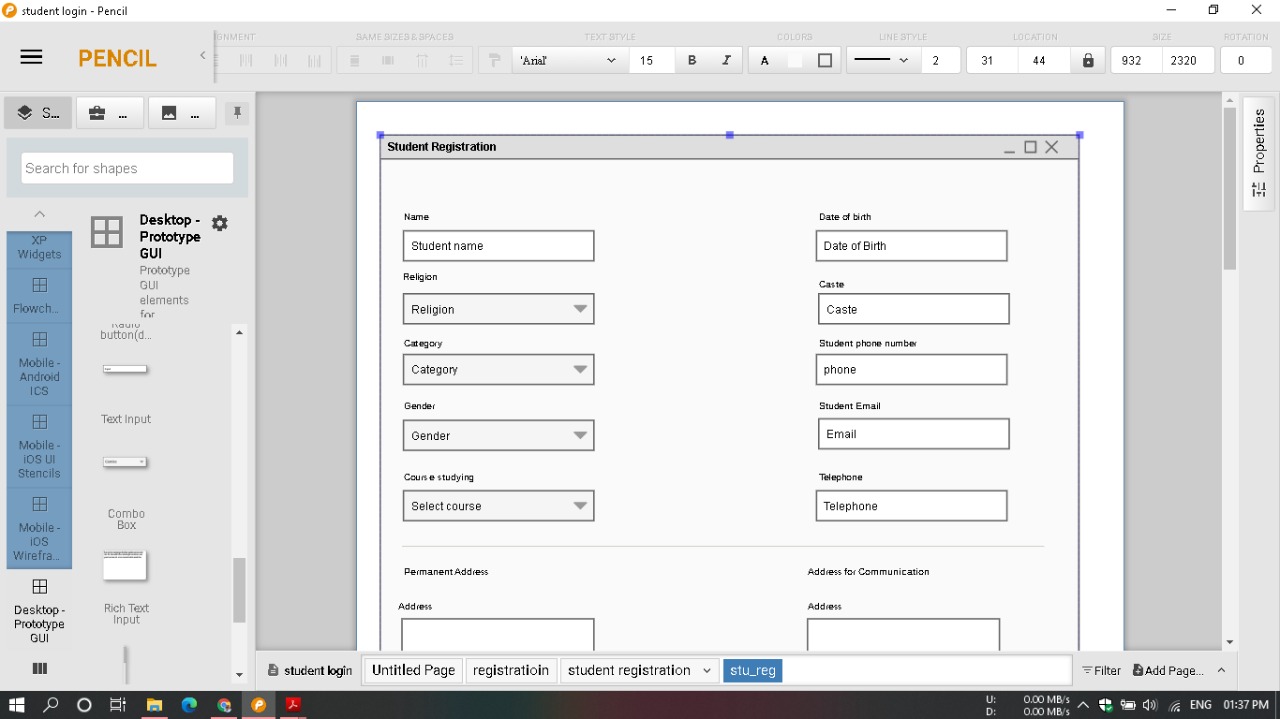 student login - Pencil
PENCIL
GNMENT
SAME SIZES & SPACES
TEXT STYLE
COLORS
LINE STYLE
LOCATION
SIZE
ROTATION
'Arial'
15
B
I
A
2
31
44
932
2320
0
S...
...
...
Search for shapes
XP Widgets
Flowch...
Mobile - Android ICS
Mobile - iOS UI Stencils
Mobile - iOS Wirefra...
Desktop - Prototype GUI
Desktop - Prototype GUI
Prototype GUI elements for
Radio button(d...
Text Input
Combo Box
Rich Text Input
Student Registration
Name
Date of birth
Student name
Date of Birth
Religion
Caste
Religion
Caste
Category
Student phone number
Category
phone
Gender
Student Email
Gender
Email
Course studying
Telephone
Select course
Telephone
Permanent Address
Address for Communication
Address
Address
Properties
student login
Untitled Page
registratioin
student registration
stu_reg
Filter
Add Page...
U: 0.00 MB/s
D: 0.00 MB/s
ENG
01:37 PM